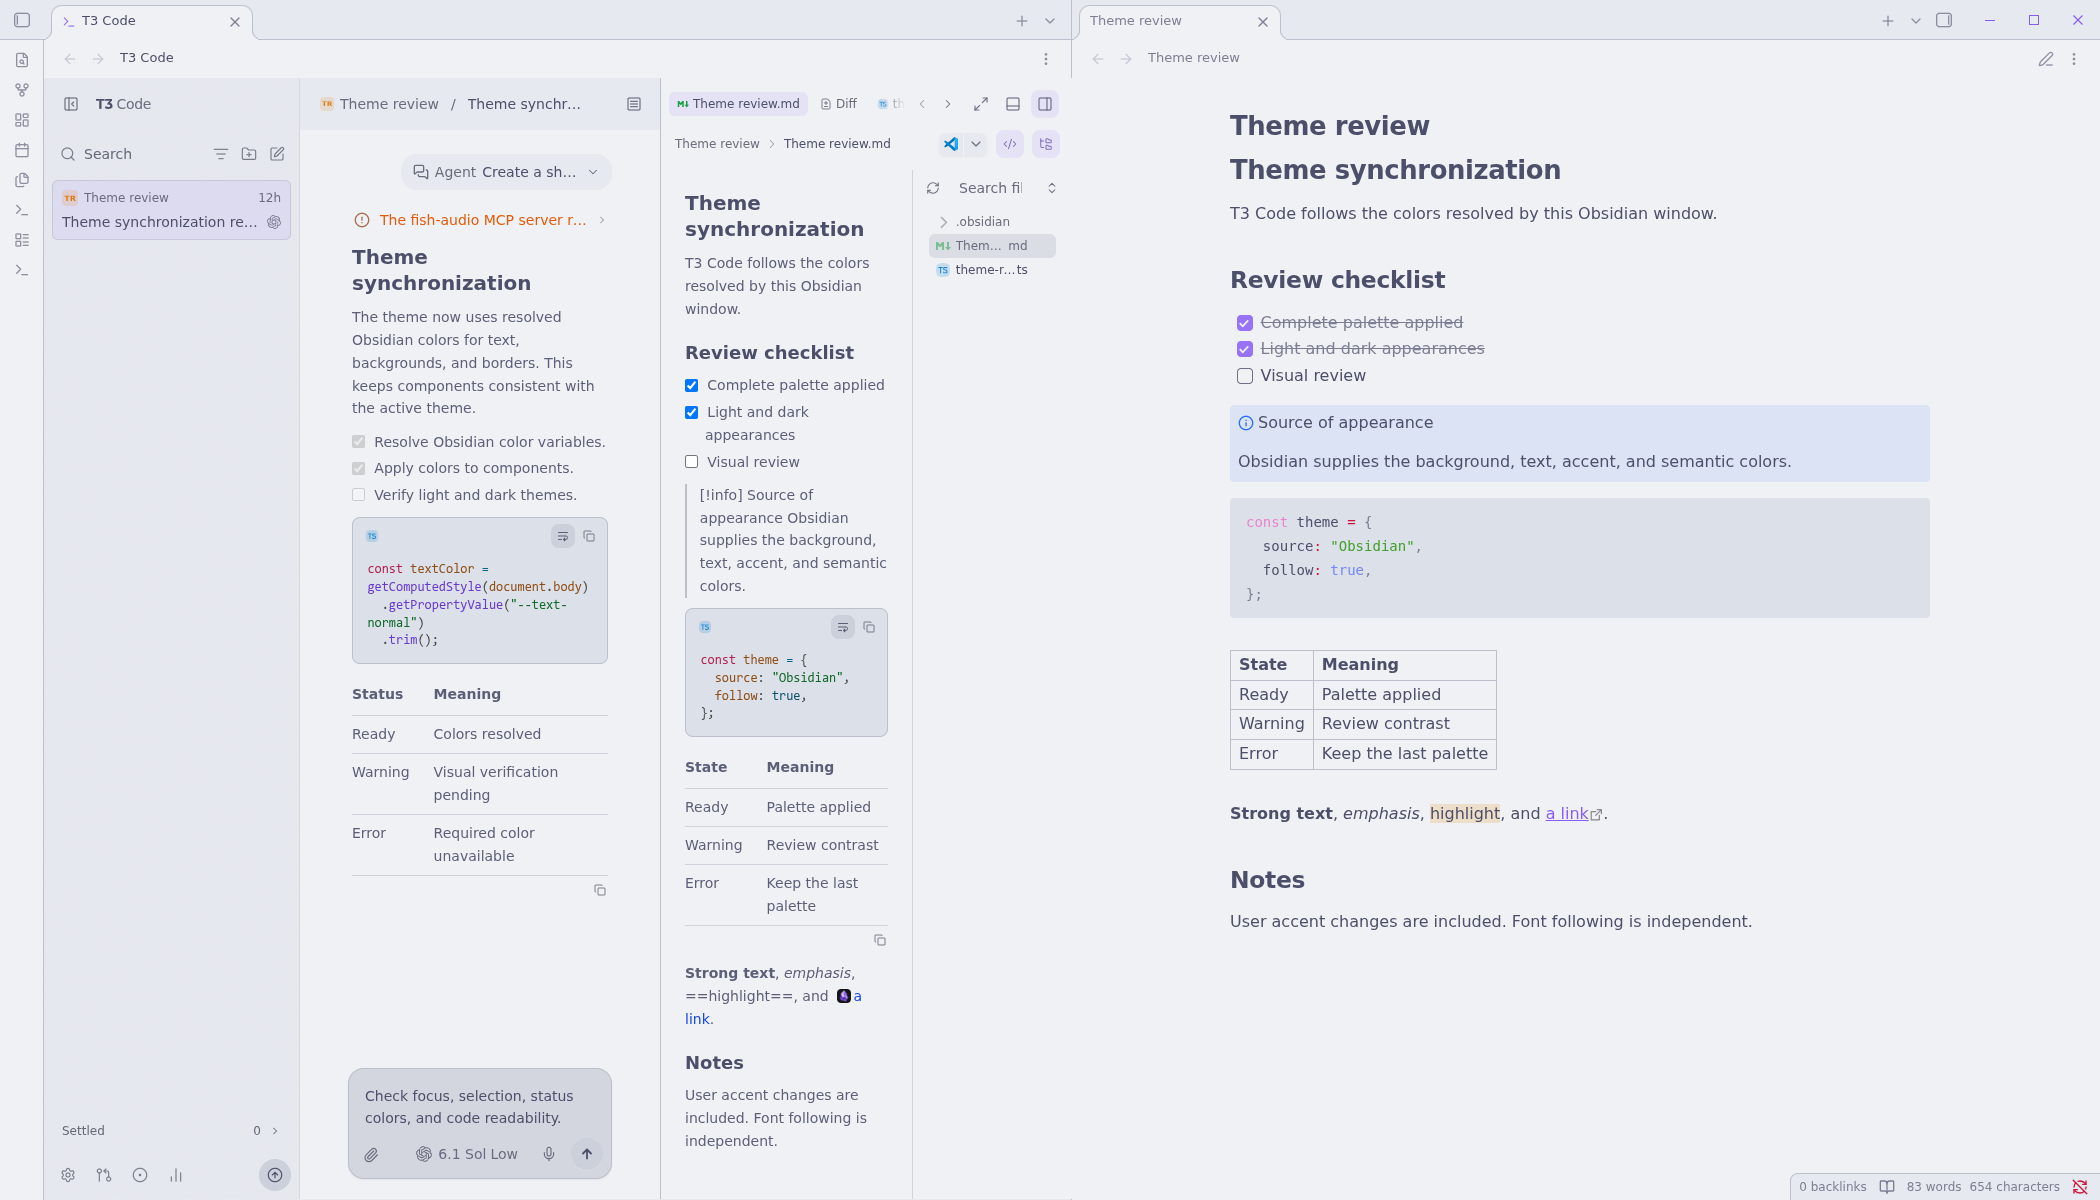 T3 Code
T3 Code
T3 Code
Search
TR Theme review 12h
Theme synchronization re...
Settled 0
TR Theme review / Theme synchr...
Agent Create a sh...
The fish-audio MCP server r...
Theme
synchronization
The theme now uses resolved
Obsidian colors for text,
backgrounds, and borders. This
keeps components consistent with
the active theme.
Resolve Obsidian color variables.
Apply colors to components.
Verify light and dark themes.
TS
const textColor =
getComputedStyle(document.body)
.getPropertyValue("--text-
normal")
.trim();
Status Meaning
Ready Colors resolved
Warning Visual verification
pending
Error Required color
unavailable
Check focus, selection, status
colors, and code readability.
6.1 Sol Low
M↓ Theme review.md Diff TS th
Theme review > Theme review.md
Theme
synchronization
T3 Code follows the colors
resolved by this Obsidian
window.
Review checklist
Complete palette applied
Light and dark
appearances
Visual review
[!info] Source of
appearance Obsidian
supplies the background,
text, accent, and semantic
colors.
TS
const theme = {
source: "Obsidian",
follow: true,
};
State Meaning
Ready Palette applied
Warning Review contrast
Error Keep the last
palette
Strong text, emphasis,
==highlight==, and a
link.
Notes
User accent changes are
included. Font following is
independent.
Search fil
.obsidian
M↓ Them... md
TS theme-r...ts
Theme review
Theme review
Theme review
Theme synchronization
T3 Code follows the colors resolved by this Obsidian window.
Review checklist
Complete palette applied
Light and dark appearances
Visual review
Source of appearance
Obsidian supplies the background, text, accent, and semantic colors.
const theme = {
source: "Obsidian",
follow: true,
};
State Meaning
Ready Palette applied
Warning Review contrast
Error Keep the last palette
Strong text, emphasis, highlight, and a link.
Notes
User accent changes are included. Font following is independent.
0 backlinks 83 words 654 characters